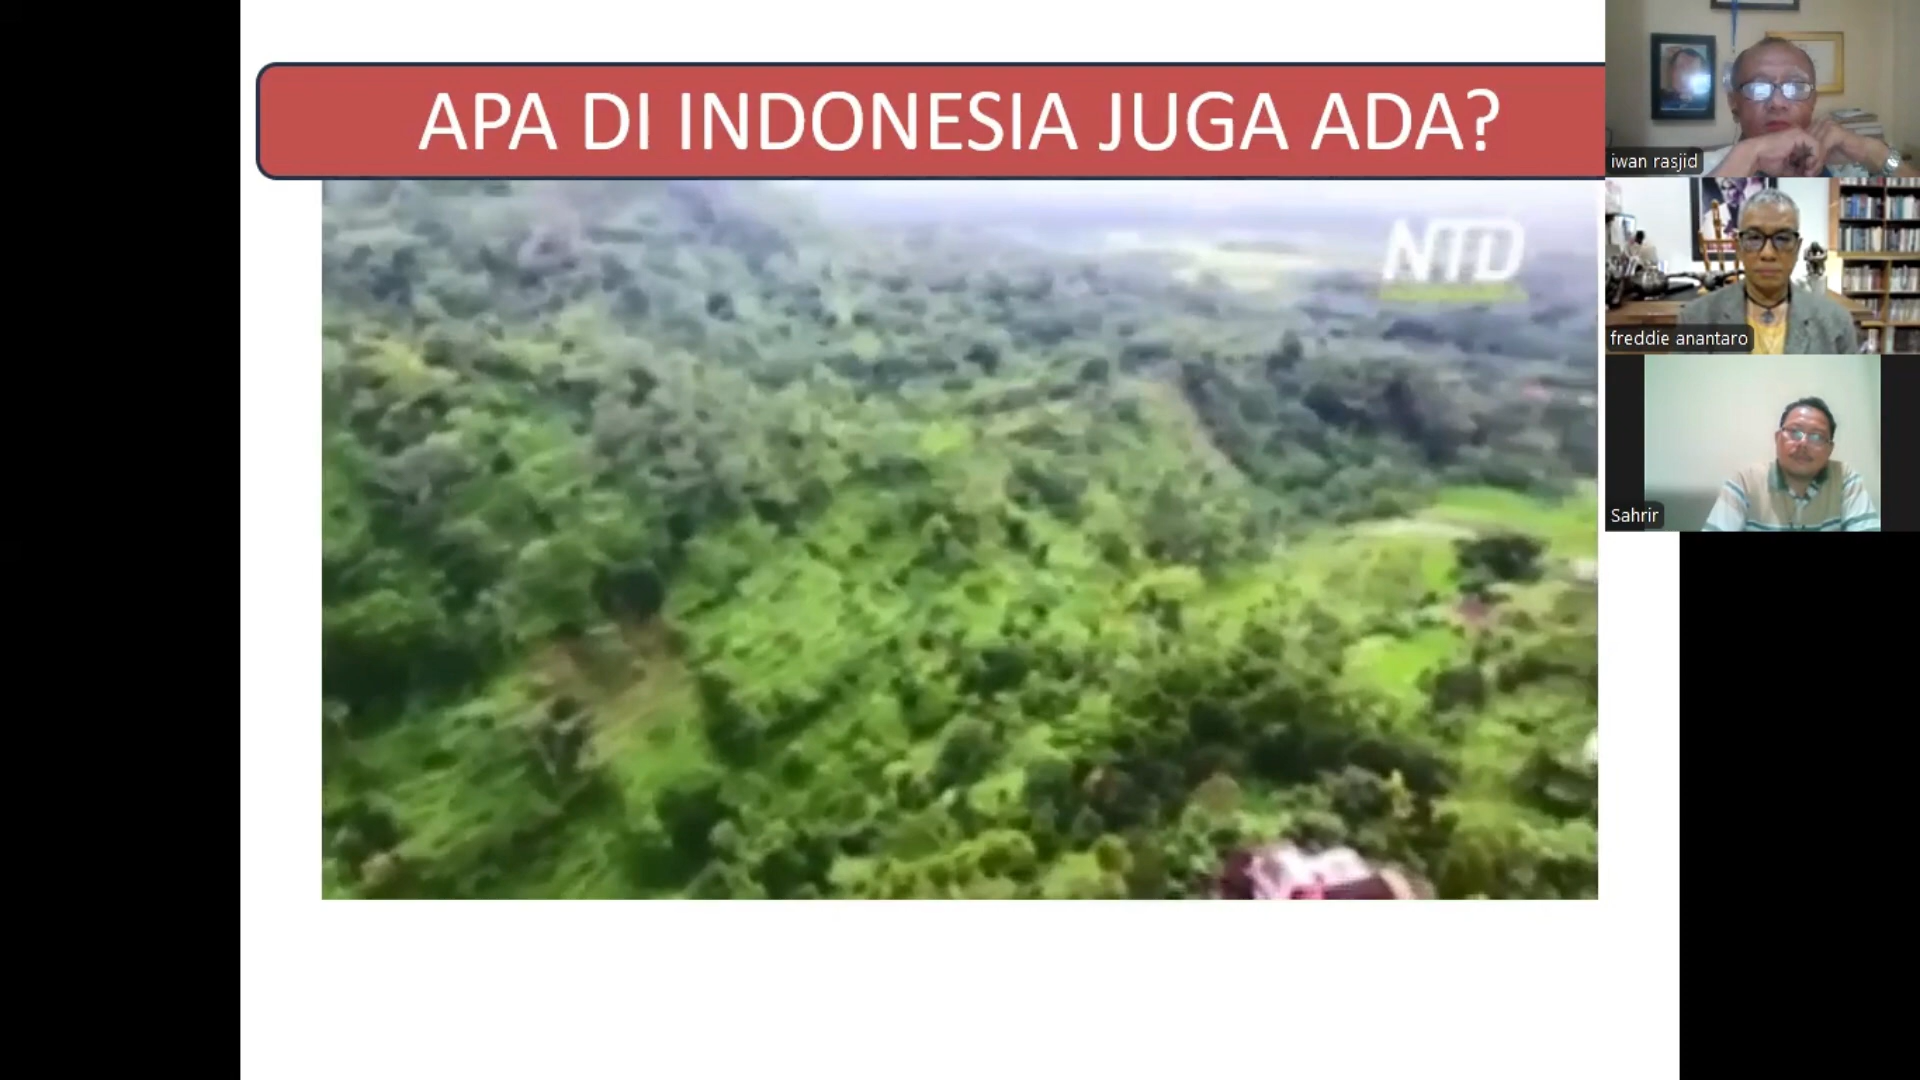 APA DI INDONESIA JUGA ADA?
NTD
iwan rasjid
freddie anantaro
Sahrir